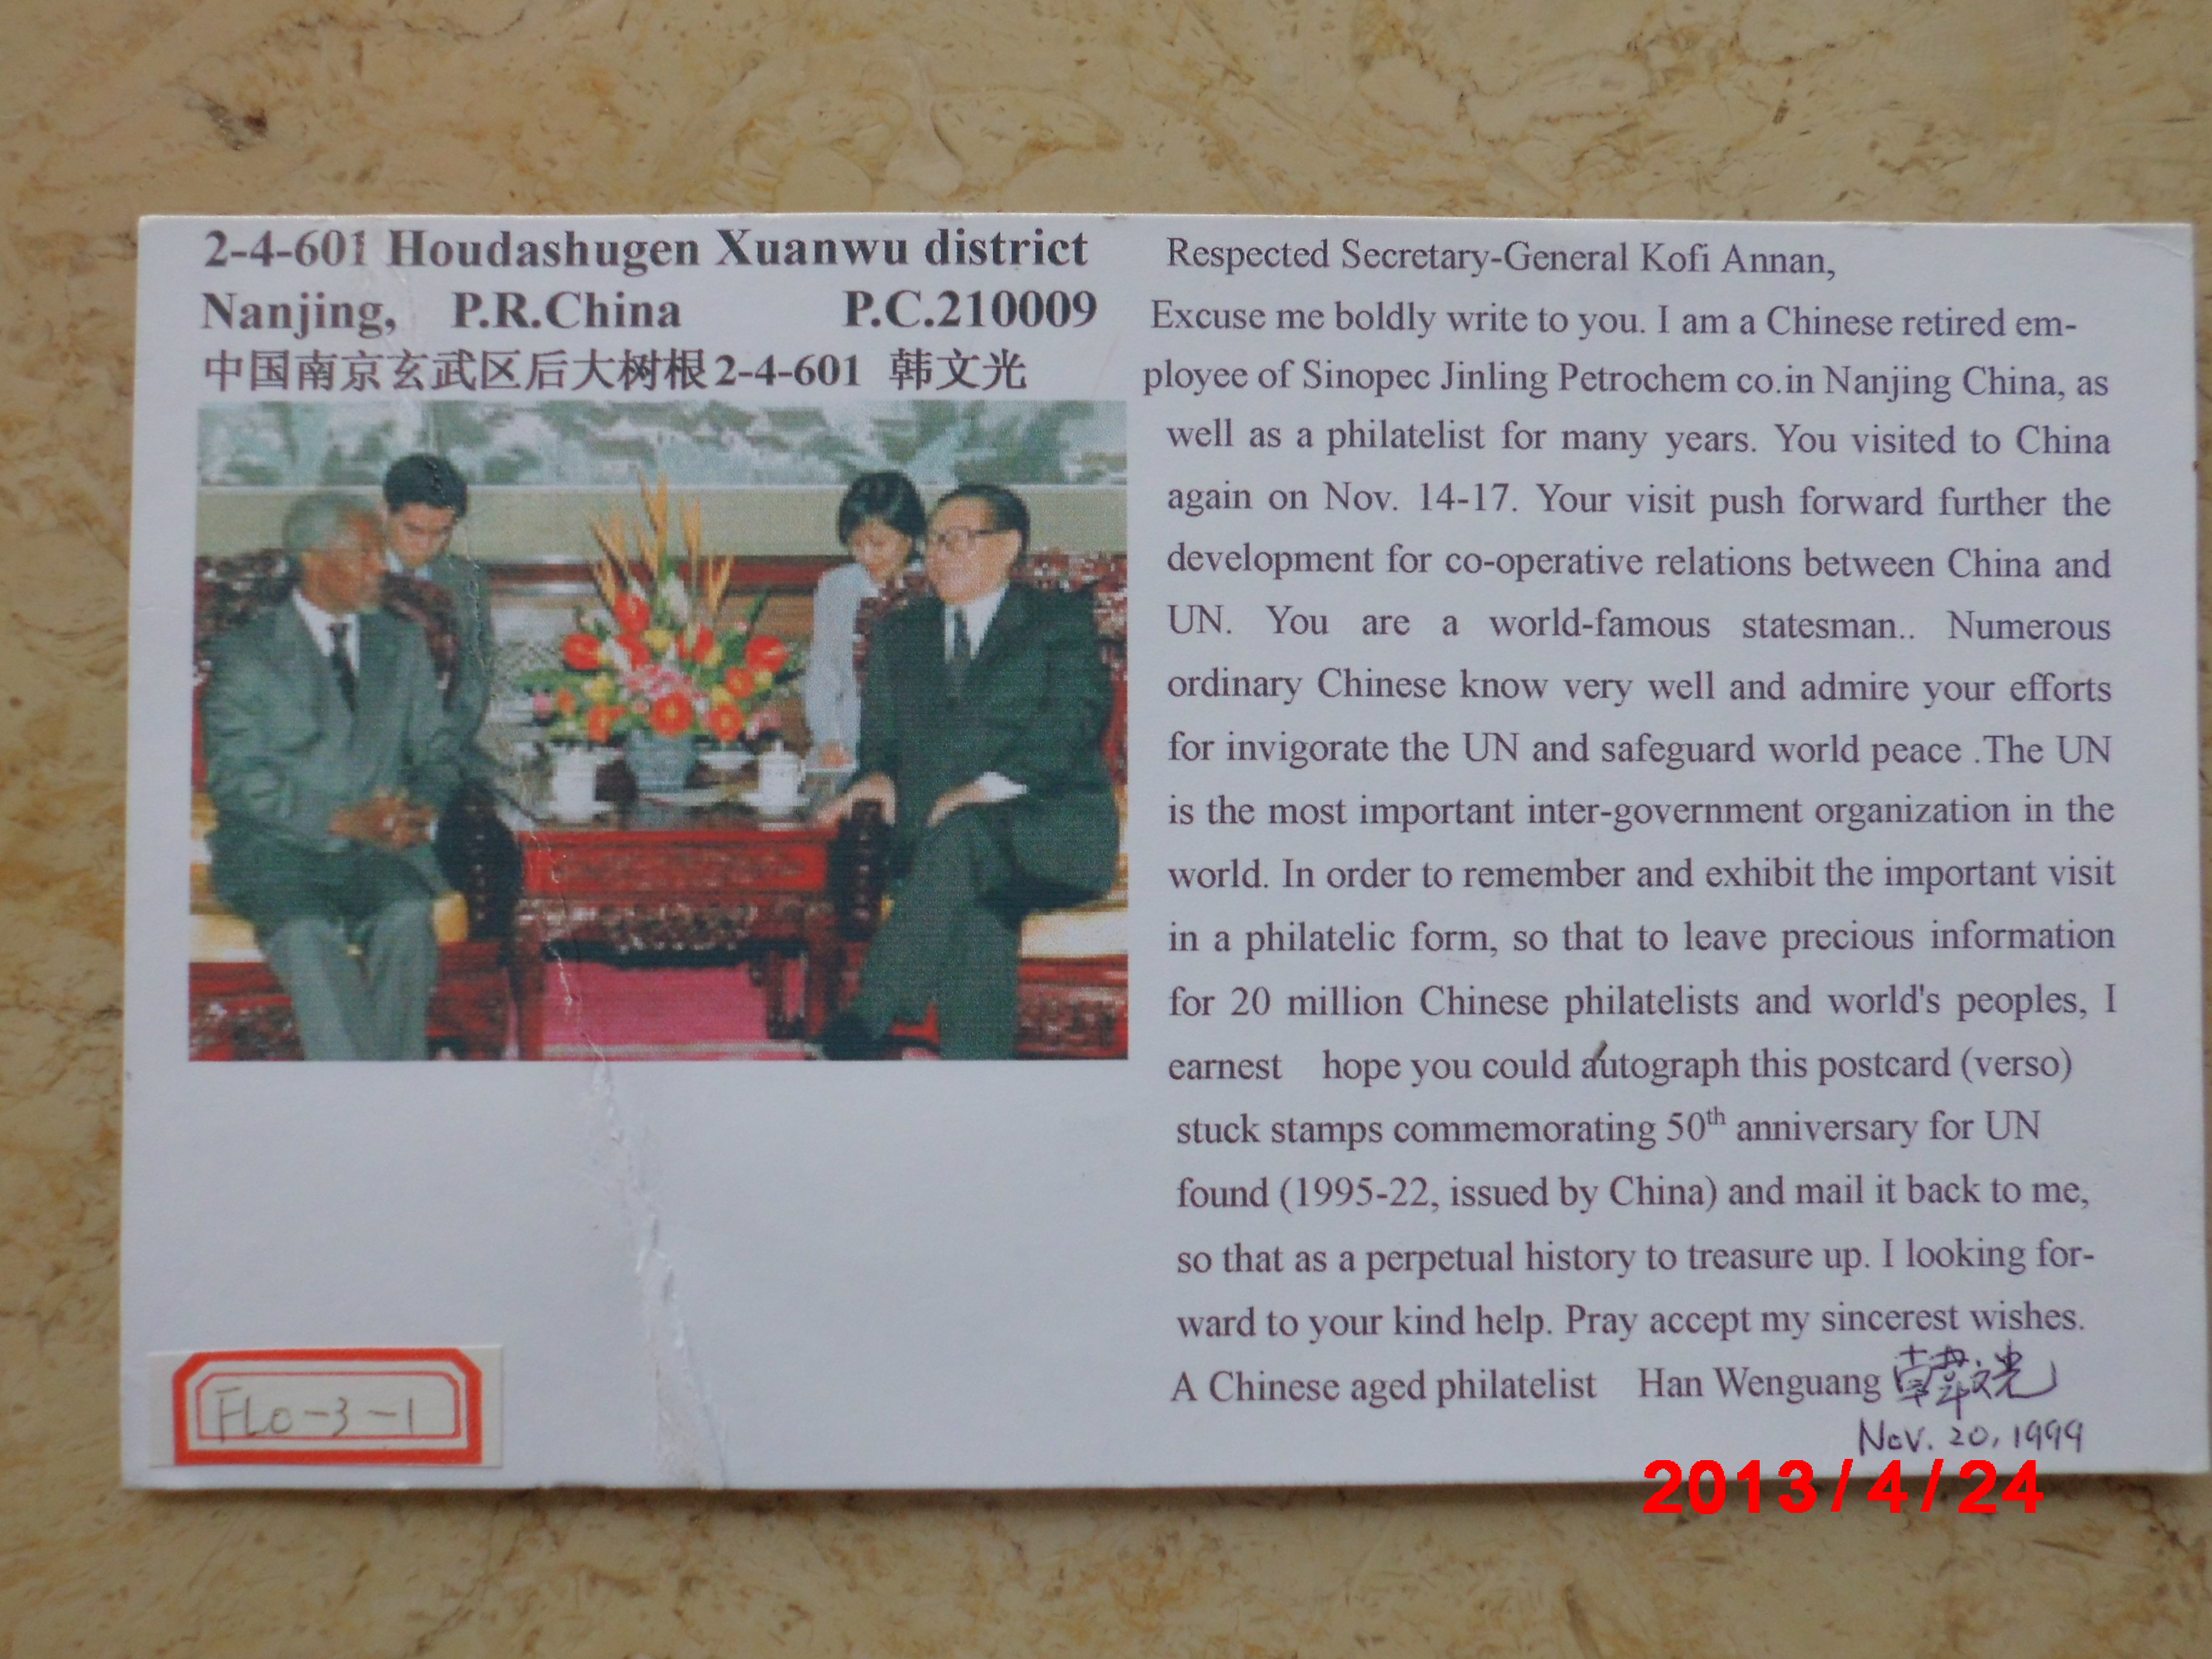 2-4-601 Houdashugen Xuanwu district
Nanjing, P.R.China P.C.210009
中国南京玄武区后大树根2-4-601 韩文光
Respected Secretary-General Kofi Annan,
Excuse me boldly write to you. I am a Chinese retired em-
ployee of Sinopec Jinling Petrochem co.in Nanjing China, as
well as a philatelist for many years. You visited to China
again on Nov. 14-17. Your visit push forward further the
development for co-operative relations between China and
UN. You are a world-famous statesman.. Numerous
ordinary Chinese know very well and admire your efforts
for invigorate the UN and safeguard world peace .The UN
is the most important inter-government organization in the
world. In order to remember and exhibit the important visit
in a philatelic form, so that to leave precious information
for 20 million Chinese philatelists and world's peoples, I
earnest hope you could autograph this postcard (verso)
stuck stamps commemorating 50th anniversary for UN
found (1995-22, issued by China) and mail it back to me,
so that as a perpetual history to treasure up. I looking for-
ward to your kind help. Pray accept my sincerest wishes.
A Chinese aged philatelist Han Wenguang 韓文光
Nov. 20, 1999
FLO-3-1
2013/4/24